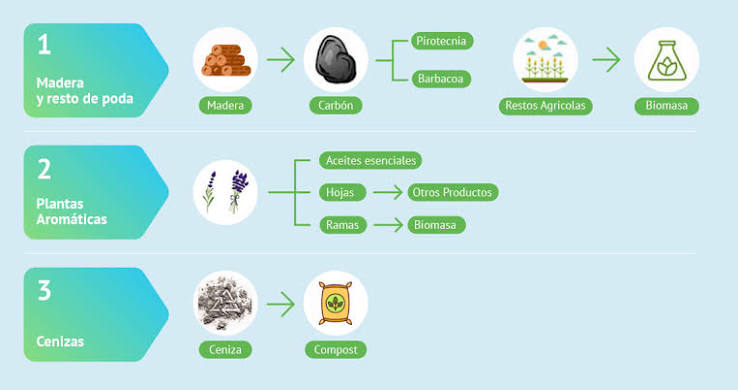 1
Madera
y resto de poda
Madera
Carbón
Pirotecnia
Barbacoa
Restos Agricolas
Biomasa
2
Plantas
Aromáticas
Aceites esenciales
Hojas
Otros Productos
Ramas
Biomasa
3
Cenizas
Ceniza
Compost